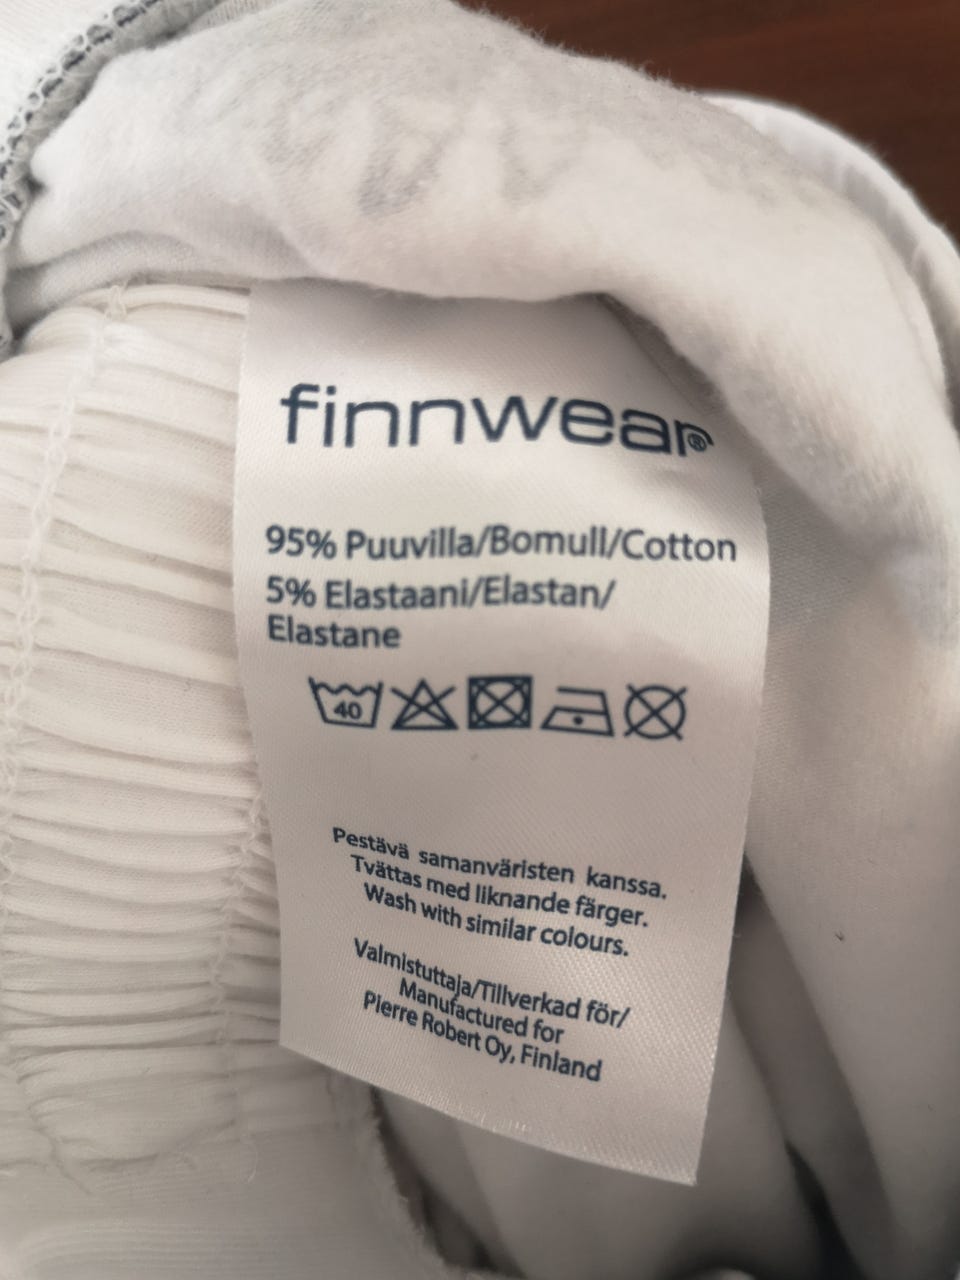 finnwear®
95% Puuvilla/Bomull/Cotton
5% Elastaani/Elastan/
Elastane
40
Pestävä samanväristen kanssa.
Tvättas med liknande färger.
Wash with similar colours.
Valmistuttaja/Tillverkad för/
Manufactured for
Pierre Robert Oy, Finland